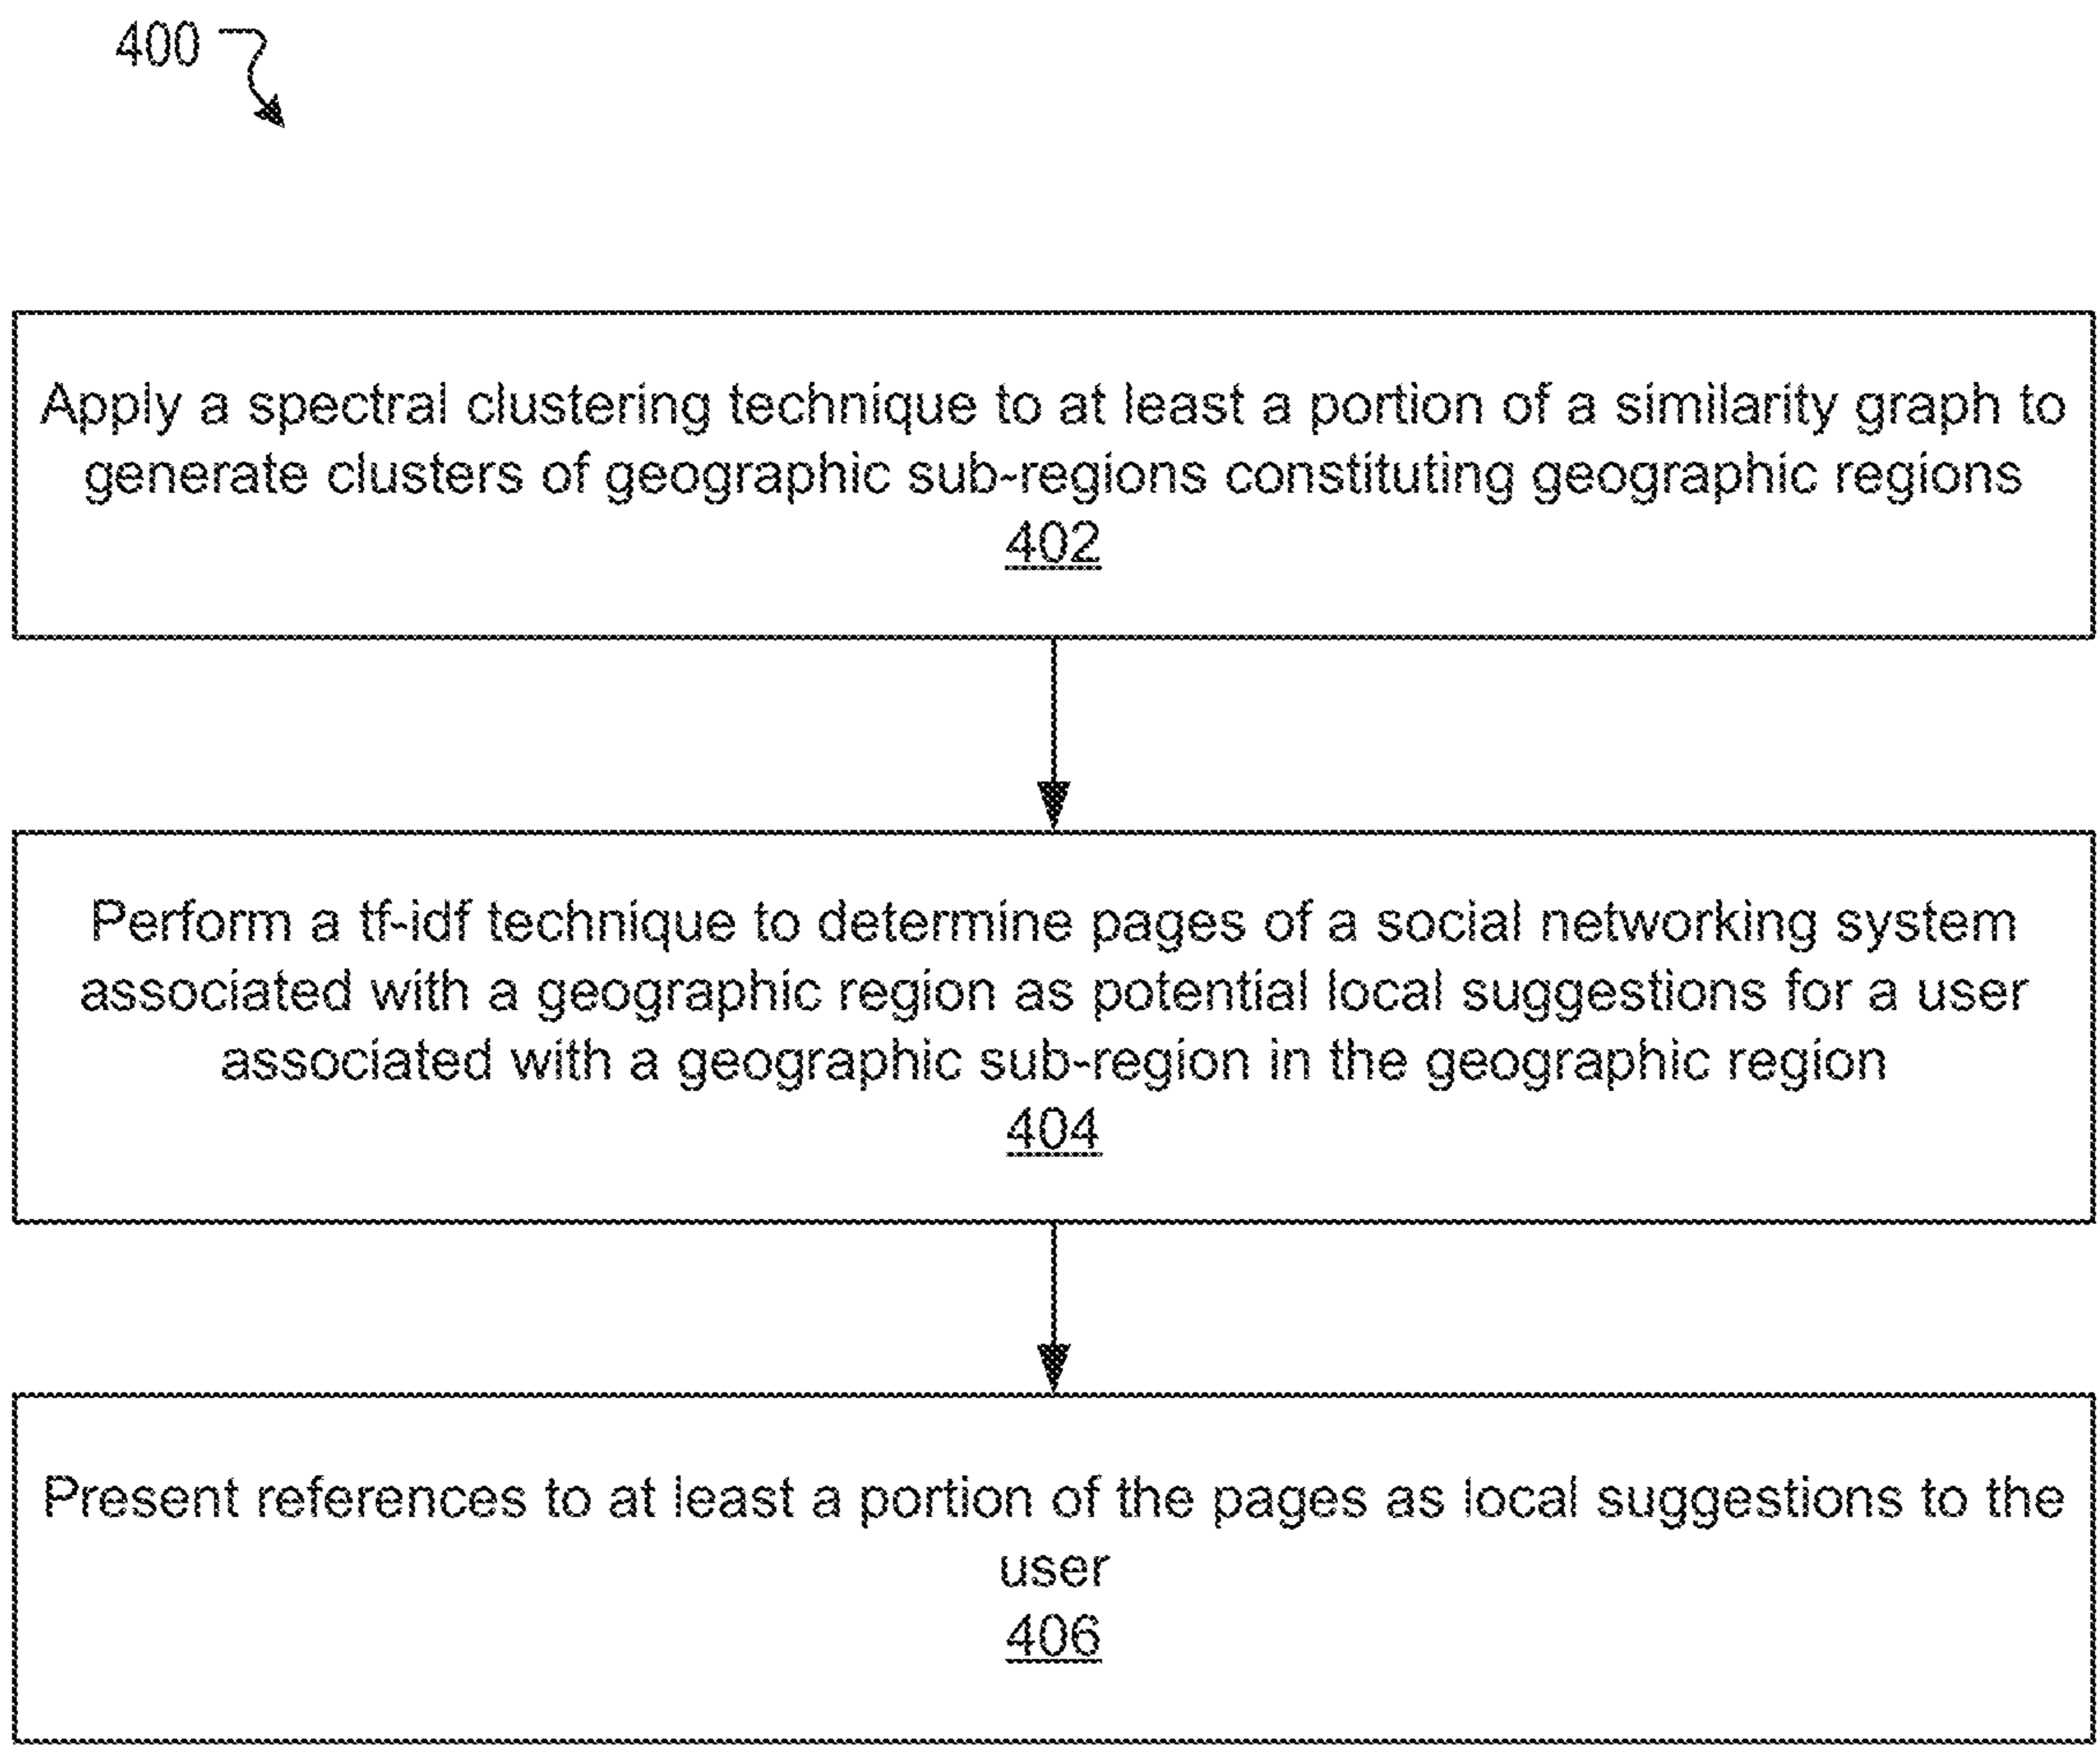 400
Apply a spectral clustering technique to at least a portion of a similarity graph to
generate clusters of geographic sub-regions constituting geographic regions
402
Perform a tf-idf technique to determine pages of a social networking system
associated with a geographic region as potential local suggestions for a user
associated with a geographic sub-region in the geographic region
404
Present references to at least a portion of the pages as local suggestions to the
user
406